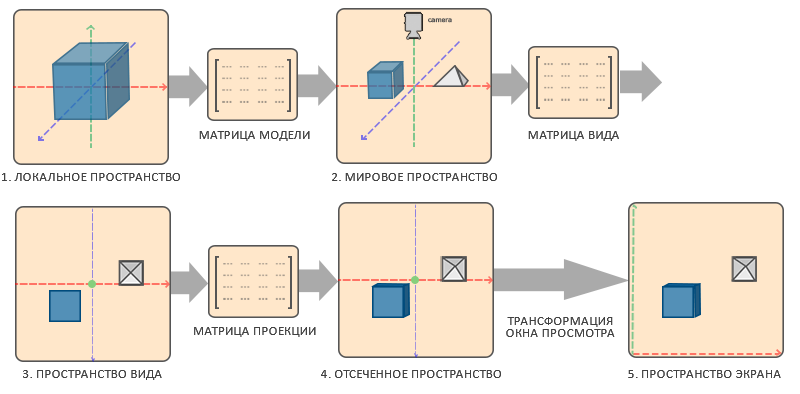 camera
МАТРИЦА МОДЕЛИ
МАТРИЦА ВИДА
1. ЛОКАЛЬНОЕ ПРОСТРАНСТВО
2. МИРОВОЕ ПРОСТРАНСТВО
МАТРИЦА ПРОЕКЦИИ
ТРАНСФОРМАЦИЯ
ОКНА ПРОСМОТРА
3. ПРОСТРАНСТВО ВИДА
4. ОТСЕЧЕННОЕ ПРОСТРАНСТВО
5. ПРОСТРАНСТВО ЭКРАНА